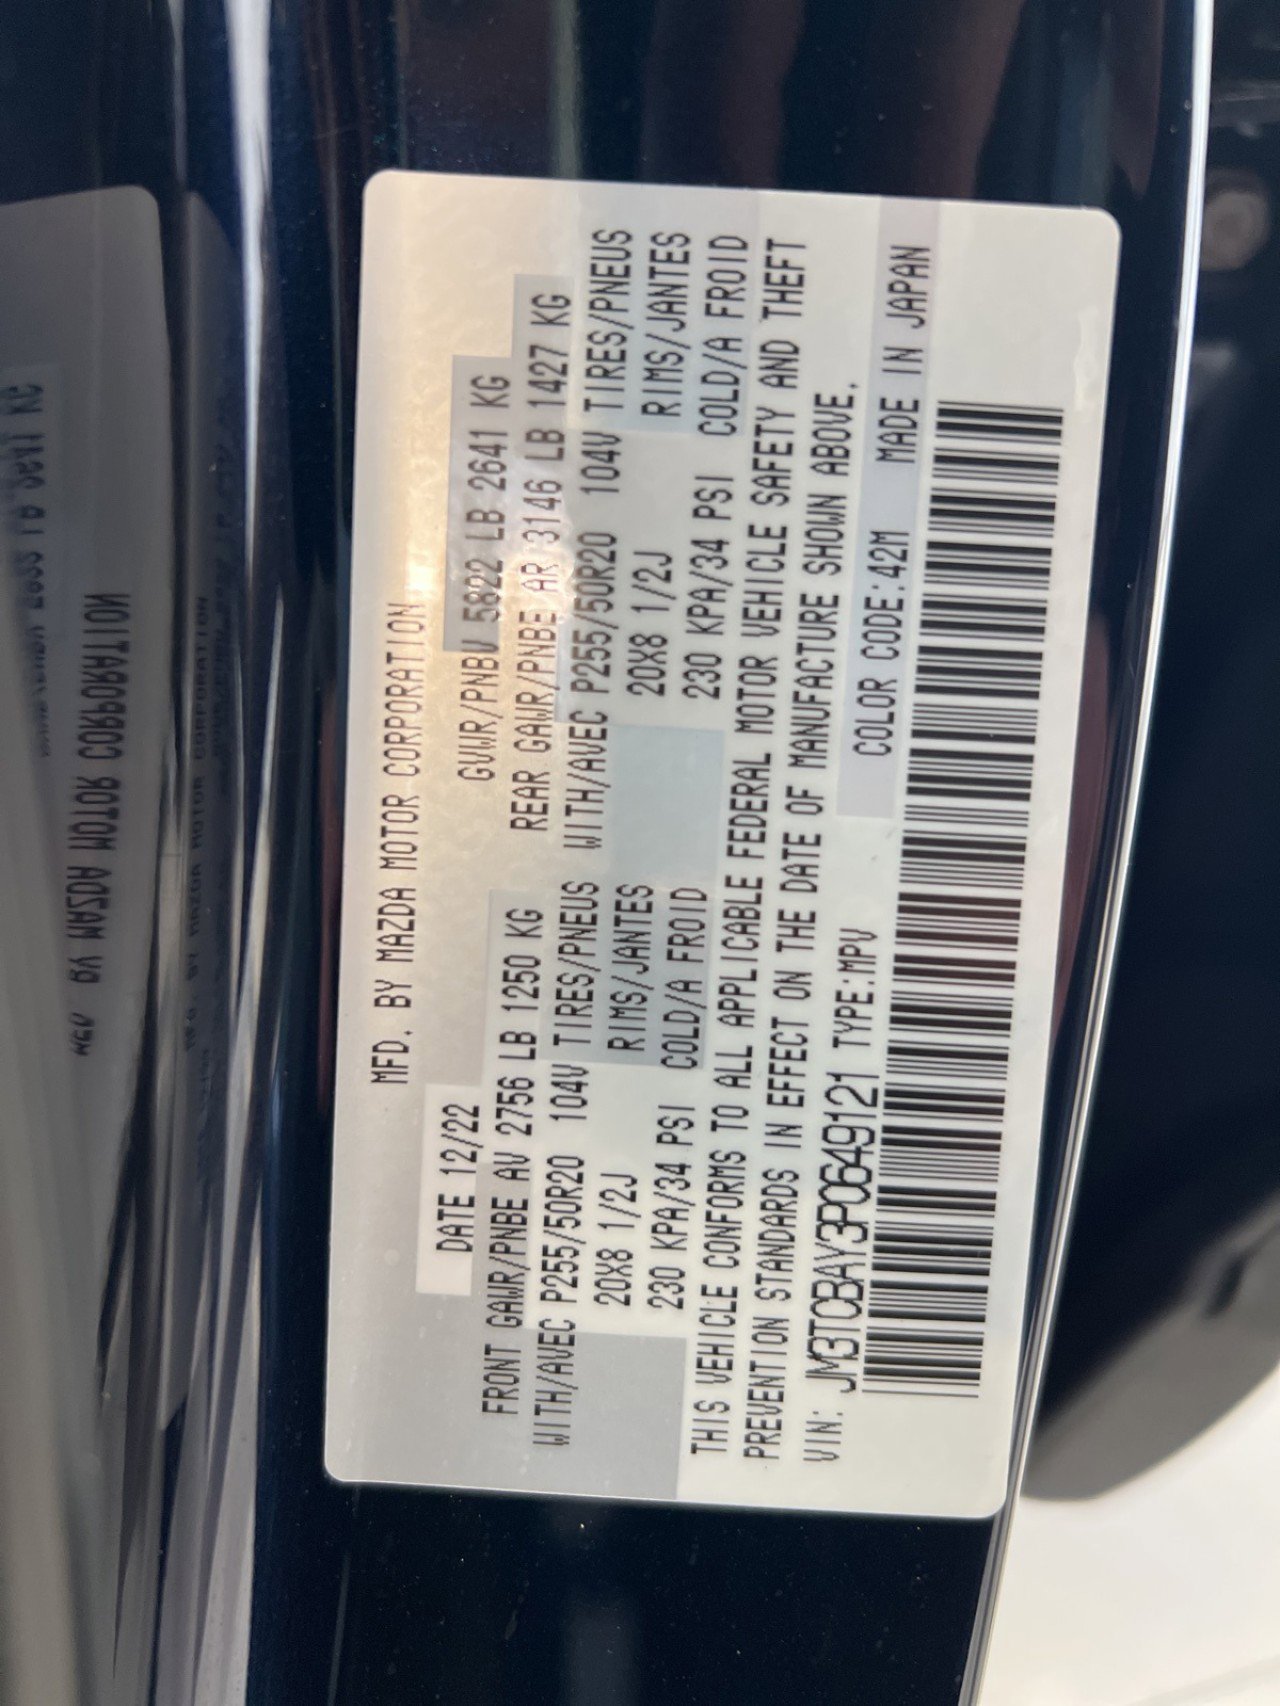 MFD. BY MAZDA MOTOR CORPORATION
DATE 12/22
GVWR/PNBV 5822 LB 2641 KG
FRONT GAWR/PNBE AV 2756 LB 1250 KG
REAR GAWR/PNBE AR 3146 LB 1427 KG
WITH/AVEC P255/50R20 104V TIRES/PNEUS
WITH/AVEC P255/50R20 104V TIRES/PNEUS
20X8 1/2J RIMS/JANTES
20X8 1/2J RIMS/JANTES
230 KPA/34 PSI COLD/A FROID
230 KPA/34 PSI COLD/A FROID
THIS VEHICLE CONFORMS TO ALL APPLICABLE FEDERAL MOTOR VEHICLE SAFETY AND THEFT
PREVENTION STANDARDS IN EFFECT ON THE DATE OF MANUFACTURE SHOWN ABOVE.
VIN: JM3TCBAY3P0649121 TYPE:MPV COLOR CODE:42M MADE IN JAPAN